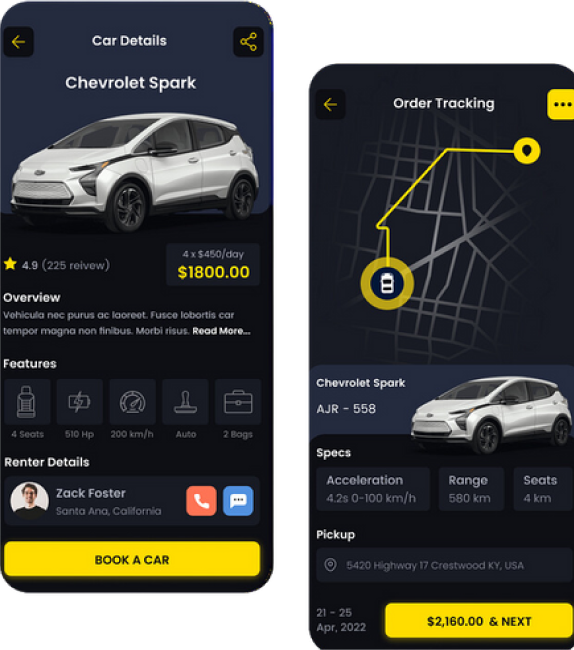 Car Details
Chevrolet Spark
4.9 (225 reivew)
4 x $450/day
$1800.00
Overview
Vehicula nec purus ac laoreet. Fusce lobortis car
tempor magna non finibus. Morbi risus. Read More...
Features
4 Seats
510 Hp
200 km/h
Auto
2 Bags
Renter Details
Zack Foster
Santa Ana, California
BOOK A CAR
Order Tracking
Chevrolet Spark
AJR - 558
Specs
Acceleration
4.2s 0-100 km/h
Range
580 km
Seats
4 km
Pickup
5420 Highway 17 Crestwood KY, USA
21 - 25
Apr, 2022
$2,160.00 & NEXT